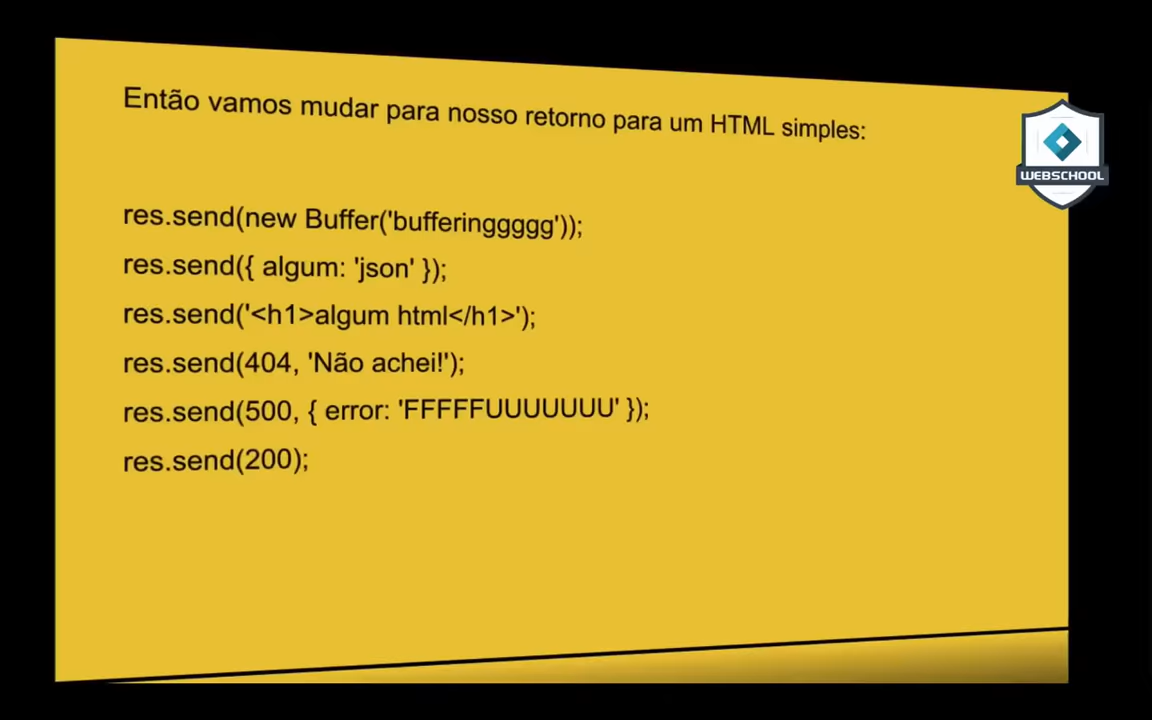 Então vamos mudar para nosso retorno para um HTML simples:
WEBSCHOOL
res.send(new Buffer('bufferinggggg'));
res.send({ algum: 'json' });
res.send('<h1>algum html</h1>');
res.send(404, 'Não achei!');
res.send(500, { error: 'FFFFFUUUUUUU' });
res.send(200);